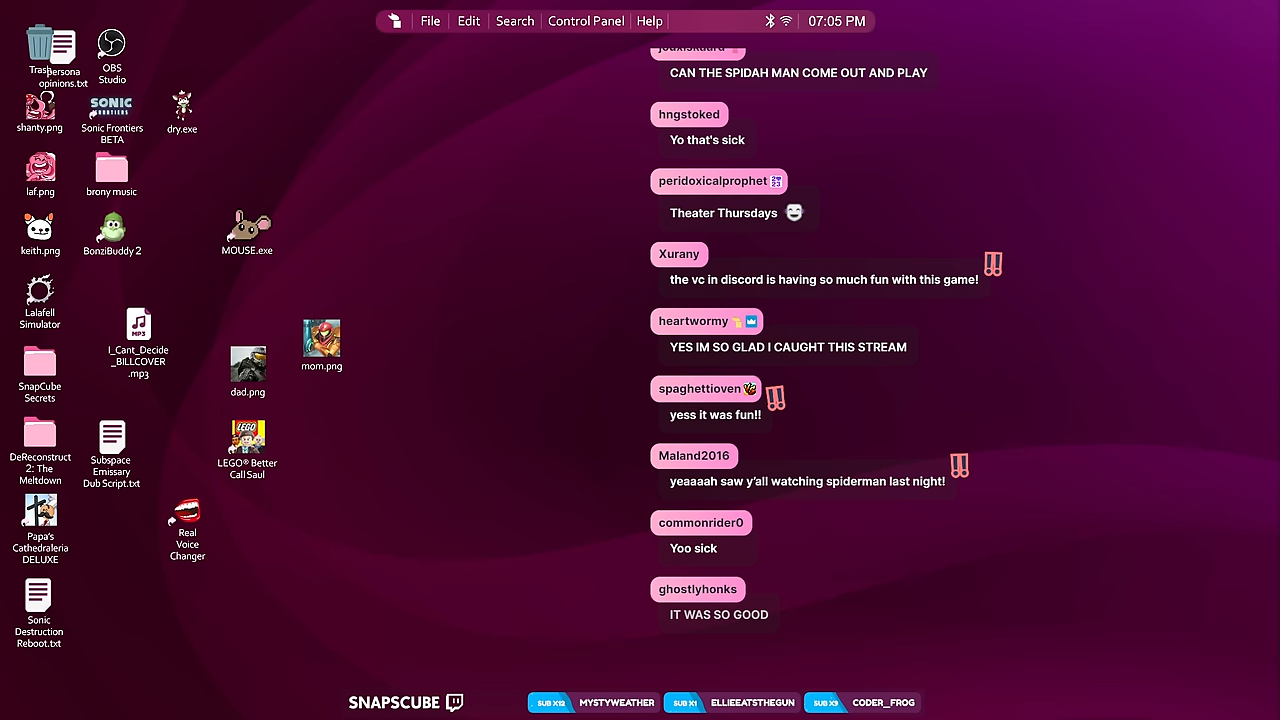 File
Edit
Search
Control Panel
Help
07:05 PM
Trash
persona
opinions.txt
OBS
Studio
shanty.png
SONIC
FRONTIERS
Sonic Frontiers
BETA
dry.exe
laf.png
brony music
keith.png
BonziBuddy 2
MOUSE.exe
Lalafell
Simulator
MP3
I_Cant_Decide
_BILLCOVER
.mp3
dad.png
mom.png
SnapCube
Secrets
DeReconstruct
2: The
Meltdown
Subspace
Emissary
Dub Script.txt
LEGO
LEGO® Better
Call Saul
Papa's
Cathedraleria
DELUXE
Real
Voice
Changer
Sonic
Destruction
Reboot.txt
CAN THE SPIDAH MAN COME OUT AND PLAY
hngstoked
Yo that's sick
peridoxicalprophet
Theater Thursdays
Xurany
the vc in discord is having so much fun with this game!
heartwormy
YES IM SO GLAD I CAUGHT THIS STREAM
spaghettioven
yess it was fun!!
Maland2016
yeaaaah saw y'all watching spiderman last night!
commonrider0
Yoo sick
ghostlyhonks
IT WAS SO GOOD
SNAPSCUBE
SUB X12 MYSTYWEATHER
SUB X1 ELLIEEATSTHEGUN
SUB X9 CODER_FROG